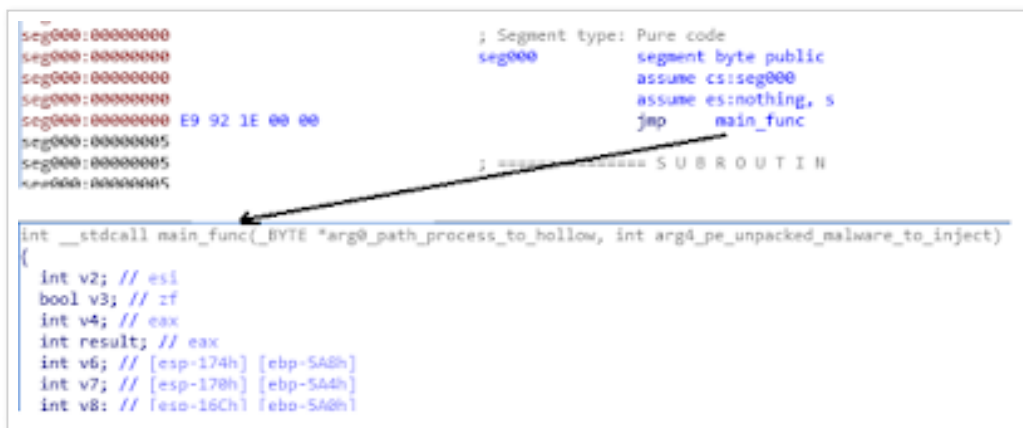 seg000:00000000 ; Segment type: Pure code
seg000:00000000 seg000 segment byte public
seg000:00000000 assume cs:seg000
seg000:00000000 assume es:nothing, s
seg000:00000000 E9 92 1E 00 00 jmp main_func
seg000:00000005
seg000:00000005 ; =============== S U B R O U T I N
seg000:00000005
int __stdcall main_func(_BYTE *arg0_path_process_to_hollow, int arg4_pe_unpacked_malware_to_inject)
{
int v2; // esi
bool v3; // zf
int v4; // eax
int result; // eax
int v6; // [esp-174h] [ebp-5A8h]
int v7; // [esp-170h] [ebp-5A4h]
int v8; // [esp-16Ch] [ebp-5A0h]